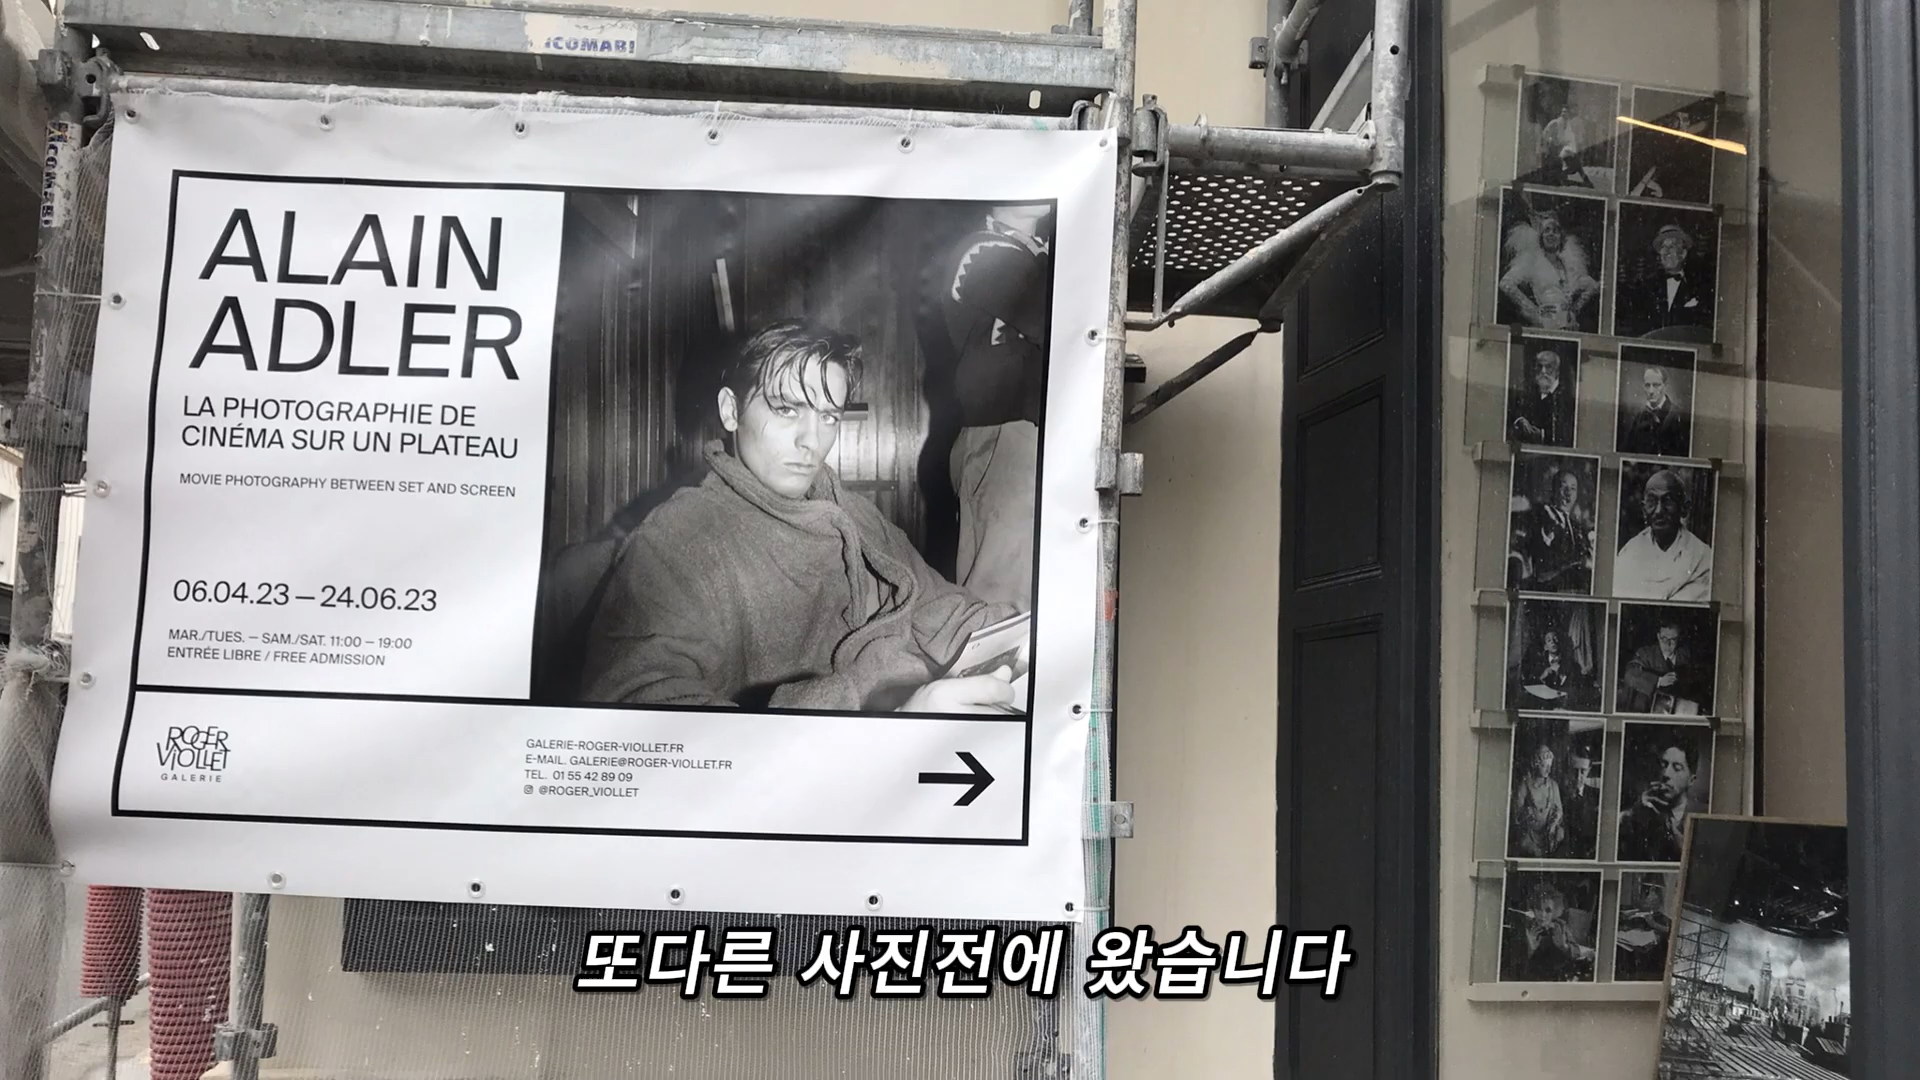 COMABI
COMABI
ALAIN
ADLER
LA PHOTOGRAPHIE DE
CINÉMA SUR UN PLATEAU
MOVIE PHOTOGRAPHY BETWEEN SET AND SCREEN
06.04.23 – 24.06.23
MAR./TUES. – SAM./SAT. 11:00 – 19:00
ENTRÉE LIBRE / FREE ADMISSION
ROGER
VIOLLET
GALERIE
GALERIE-ROGER-VIOLLET.FR
E-MAIL. GALERIE@ROGER-VIOLLET.FR
TEL. 01 55 42 89 09
@ROGER_VIOLLET
또다른 사진전에 왔습니다